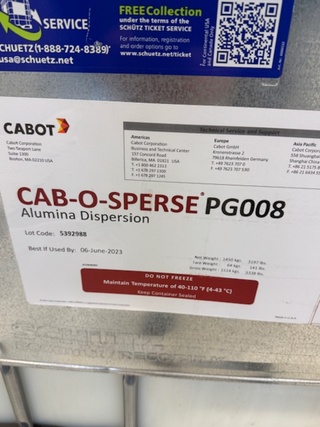 SERVICE
SCHUETZ (1-888-724-8389)
usa@schuetz.net
FREE Collection
under the terms of the
SCHÜTZ TICKET SERVICE
For information, registration
and order options go to
www.schuetz.net/ticket
CABOT
Cabot Corporation
Two Seaport Lane
Suite 1300
Boston, MA 02210 USA
Technical Service and Support
Americas
Cabot Corporation
Business and Technical Center
157 Concord Road
Billerica, MA 01821 USA
Europe
Cabot GmbH
79618 Rheinfelden Germany
Asia Pacific
CAB-O-SPERSE® PG008
Alumina Dispersion
Lot Code: 5392988
Best If Used By: 06-June-2023
Net Weight :
Tare Weight :
Gross Weight :
DO NOT FREEZE
Maintain Temperature of 40-110 °F (4-43 °C)
Keep Container Sealed